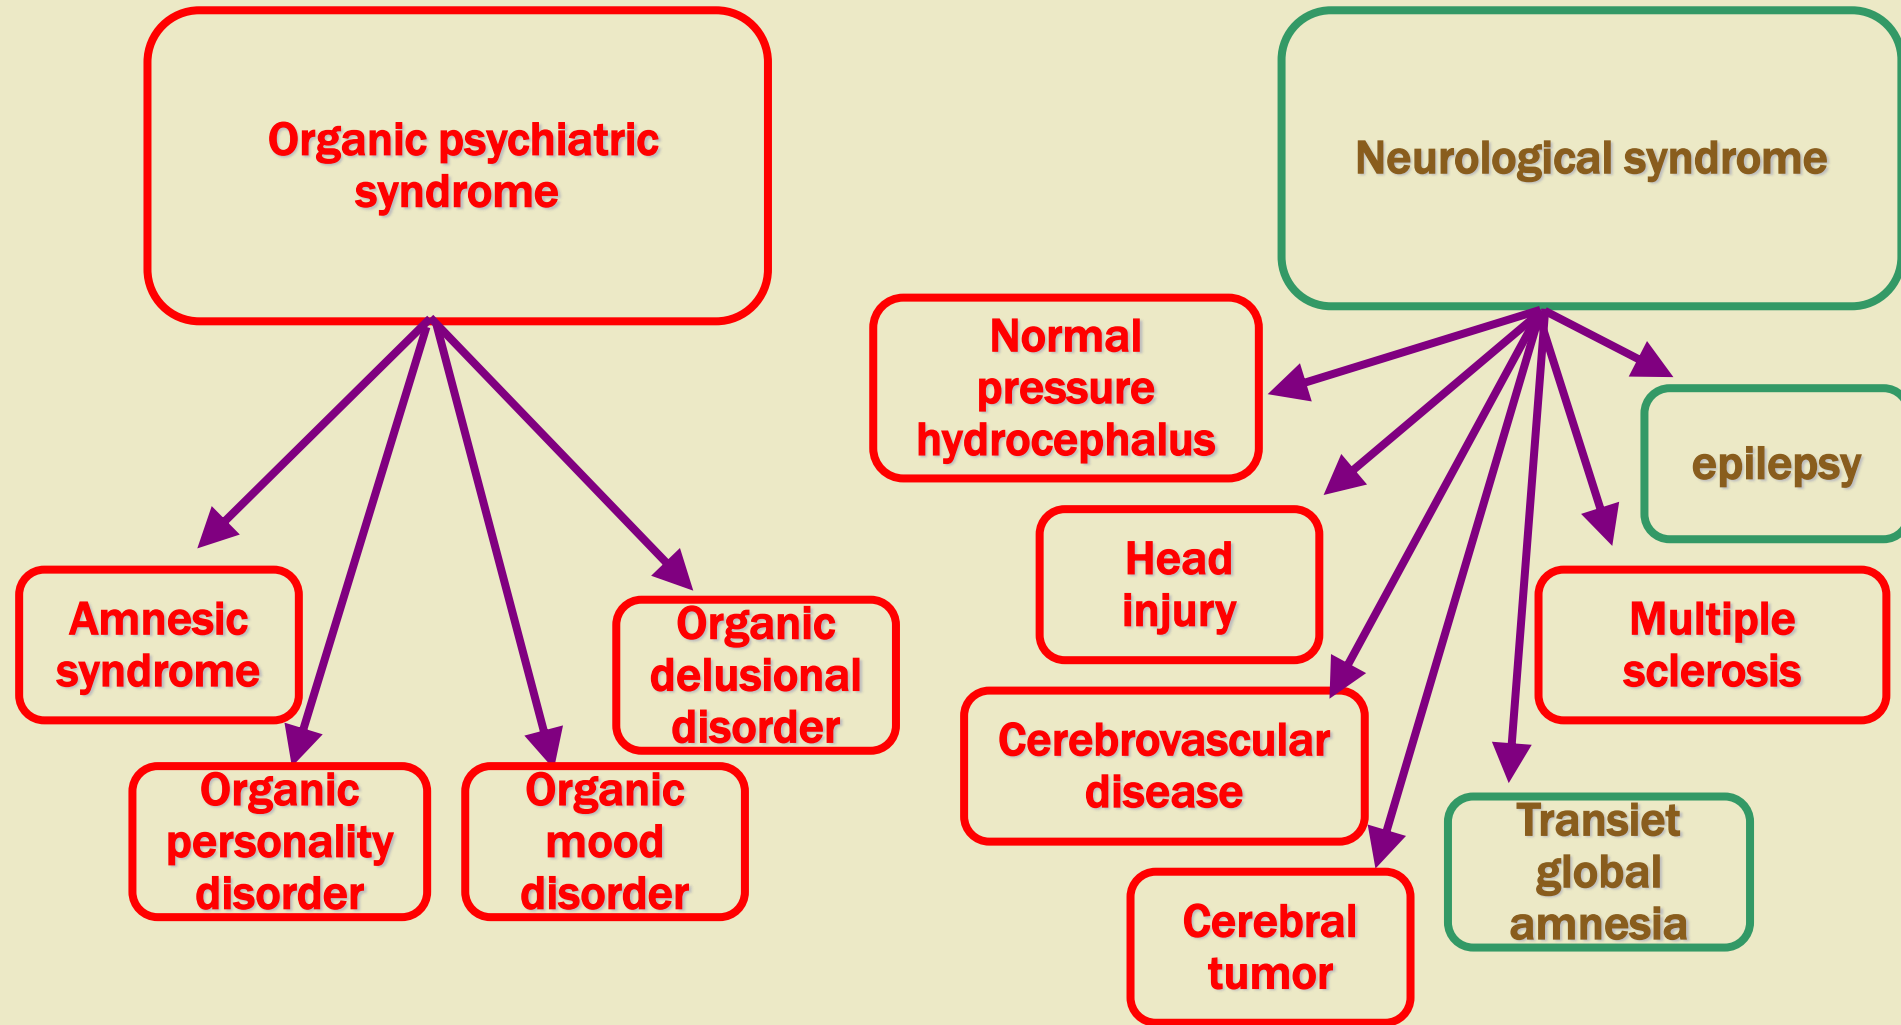 Organic psychiatric
syndrome
Neurological syndrome
Normal
pressure
hydrocephalus
epilepsy
Head
injury
Multiple
sclerosis
Amnesic
syndrome
Organic
delusional
disorder
Cerebrovascular
disease
Organic
personality
disorder
Organic
mood
disorder
Transiet
global
amnesia
Cerebral
tumor